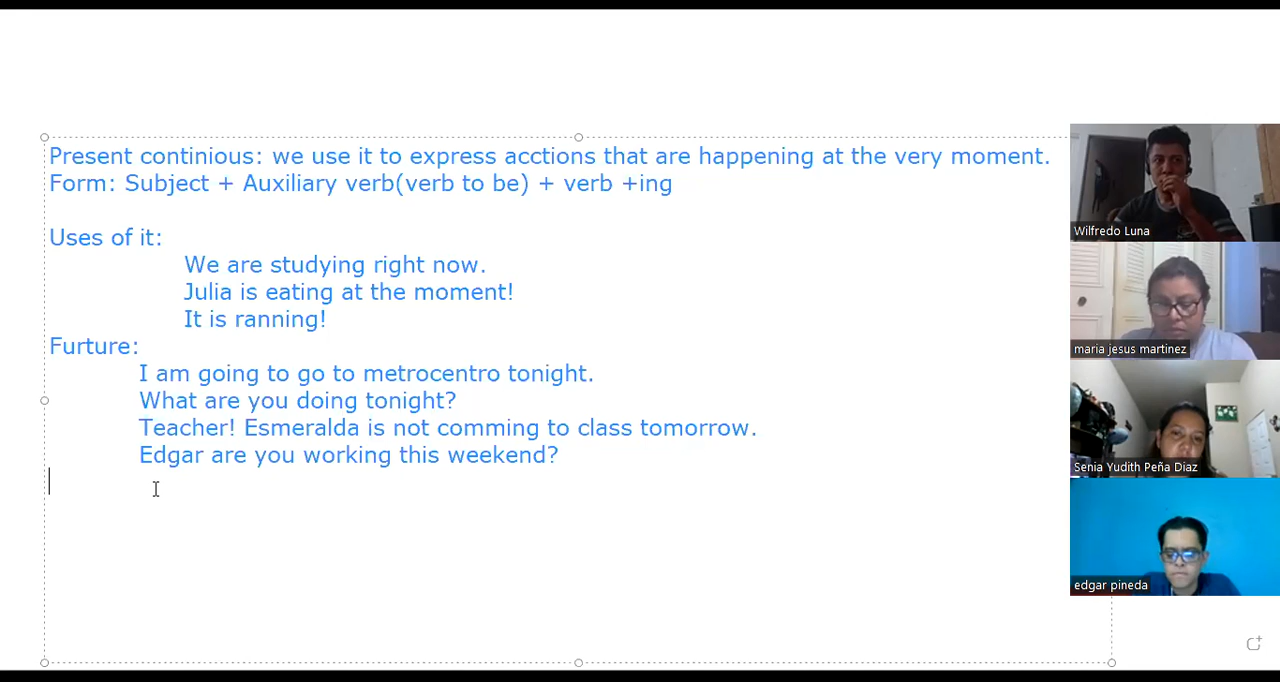 Present continious: we use it to express acctions that are happening at the very moment.
Form: Subject + Auxiliary verb(verb to be) + verb +ing
Uses of it:
We are studying right now.
Julia is eating at the moment!
It is ranning!
Furture:
I am going to go to metrocentro tonight.
What are you doing tonight?
Teacher! Esmeralda is not comming to class tomorrow.
Edgar are you working this weekend?
Wilfredo Luna
maria jesus martinez
Senia Yudith Peña Diaz
edgar pineda